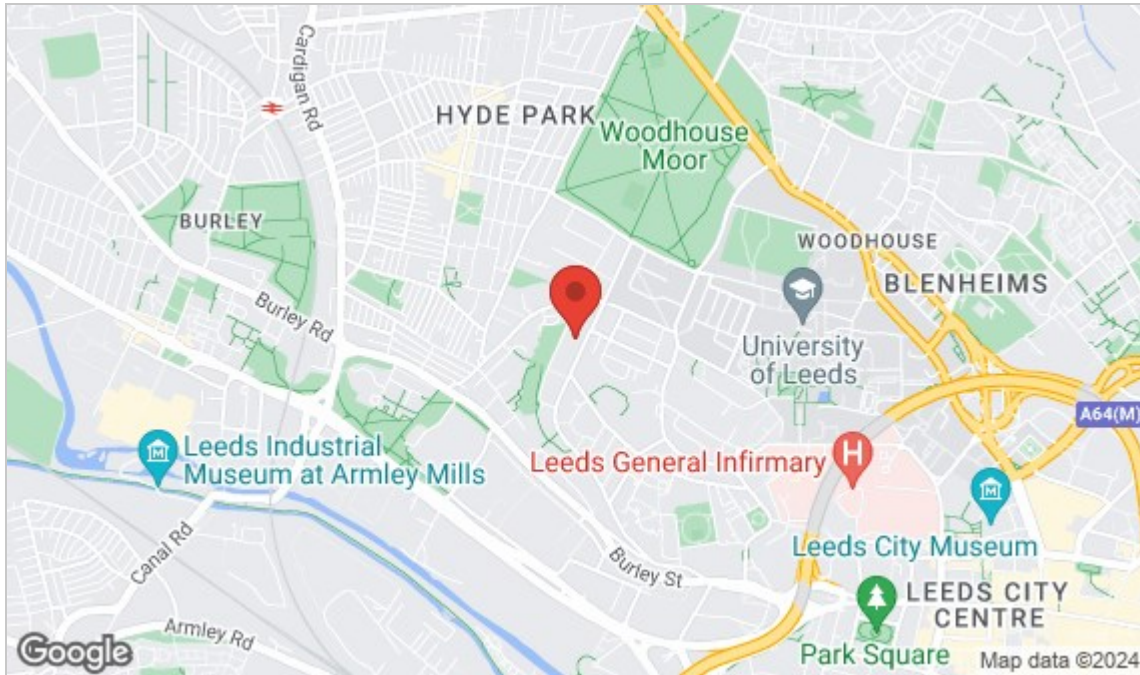 Cardigan Rd
HYDE PARK
Woodhouse
Moor
BURLEY
WOODHOUSE
BLENHEIMS
Burley Rd
University
of Leeds
A64(M)
Leeds Industrial
Museum at Armley Mills
Leeds General Infirmary
H
M
M
Canal Rd
Leeds City Museum
Burley St
LEEDS CITY
CENTRE
Armley Rd
Park Square
Google
Map data ©2024